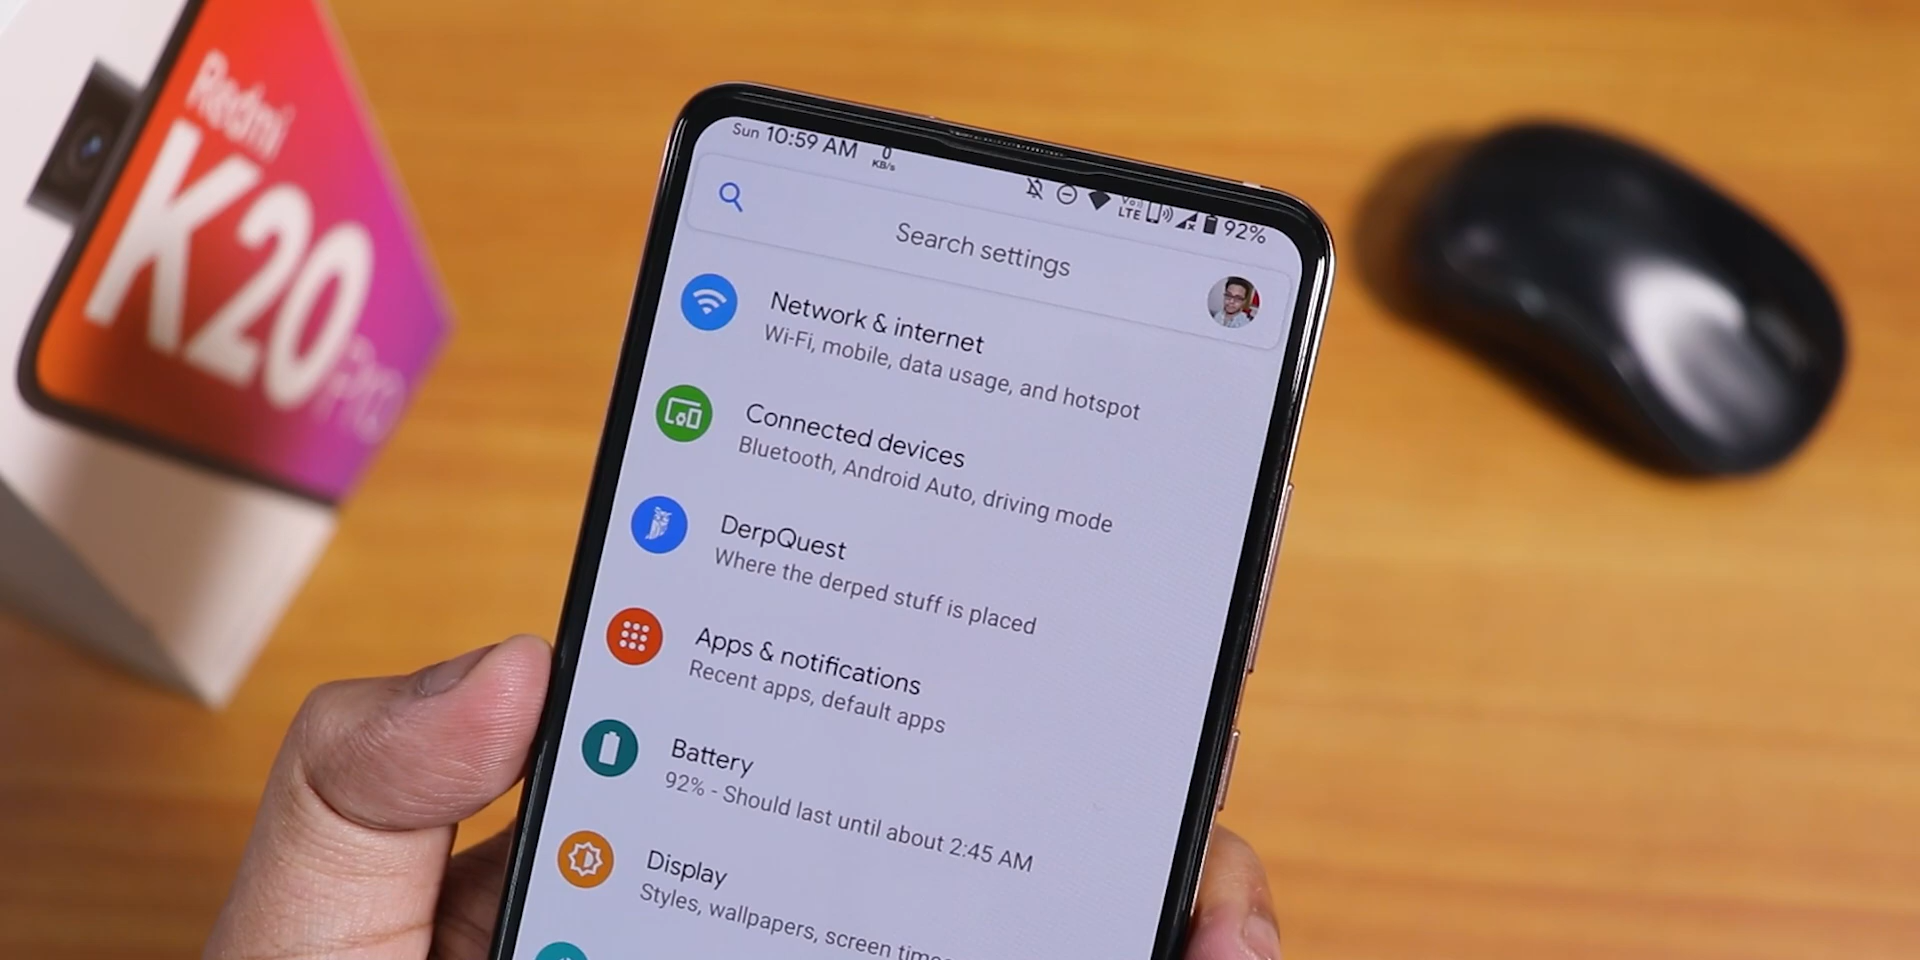 Redmi
K20
Pro
Sun 10:59 AM 0 KB/s
Vo)) LTE 92%
Search settings
Network & internet
Wi-Fi, mobile, data usage, and hotspot
Connected devices
Bluetooth, Android Auto, driving mode
DerpQuest
Where the derped stuff is placed
Apps & notifications
Recent apps, default apps
Battery
92% - Should last until about 2:45 AM
Display
Styles, wallpapers, screen